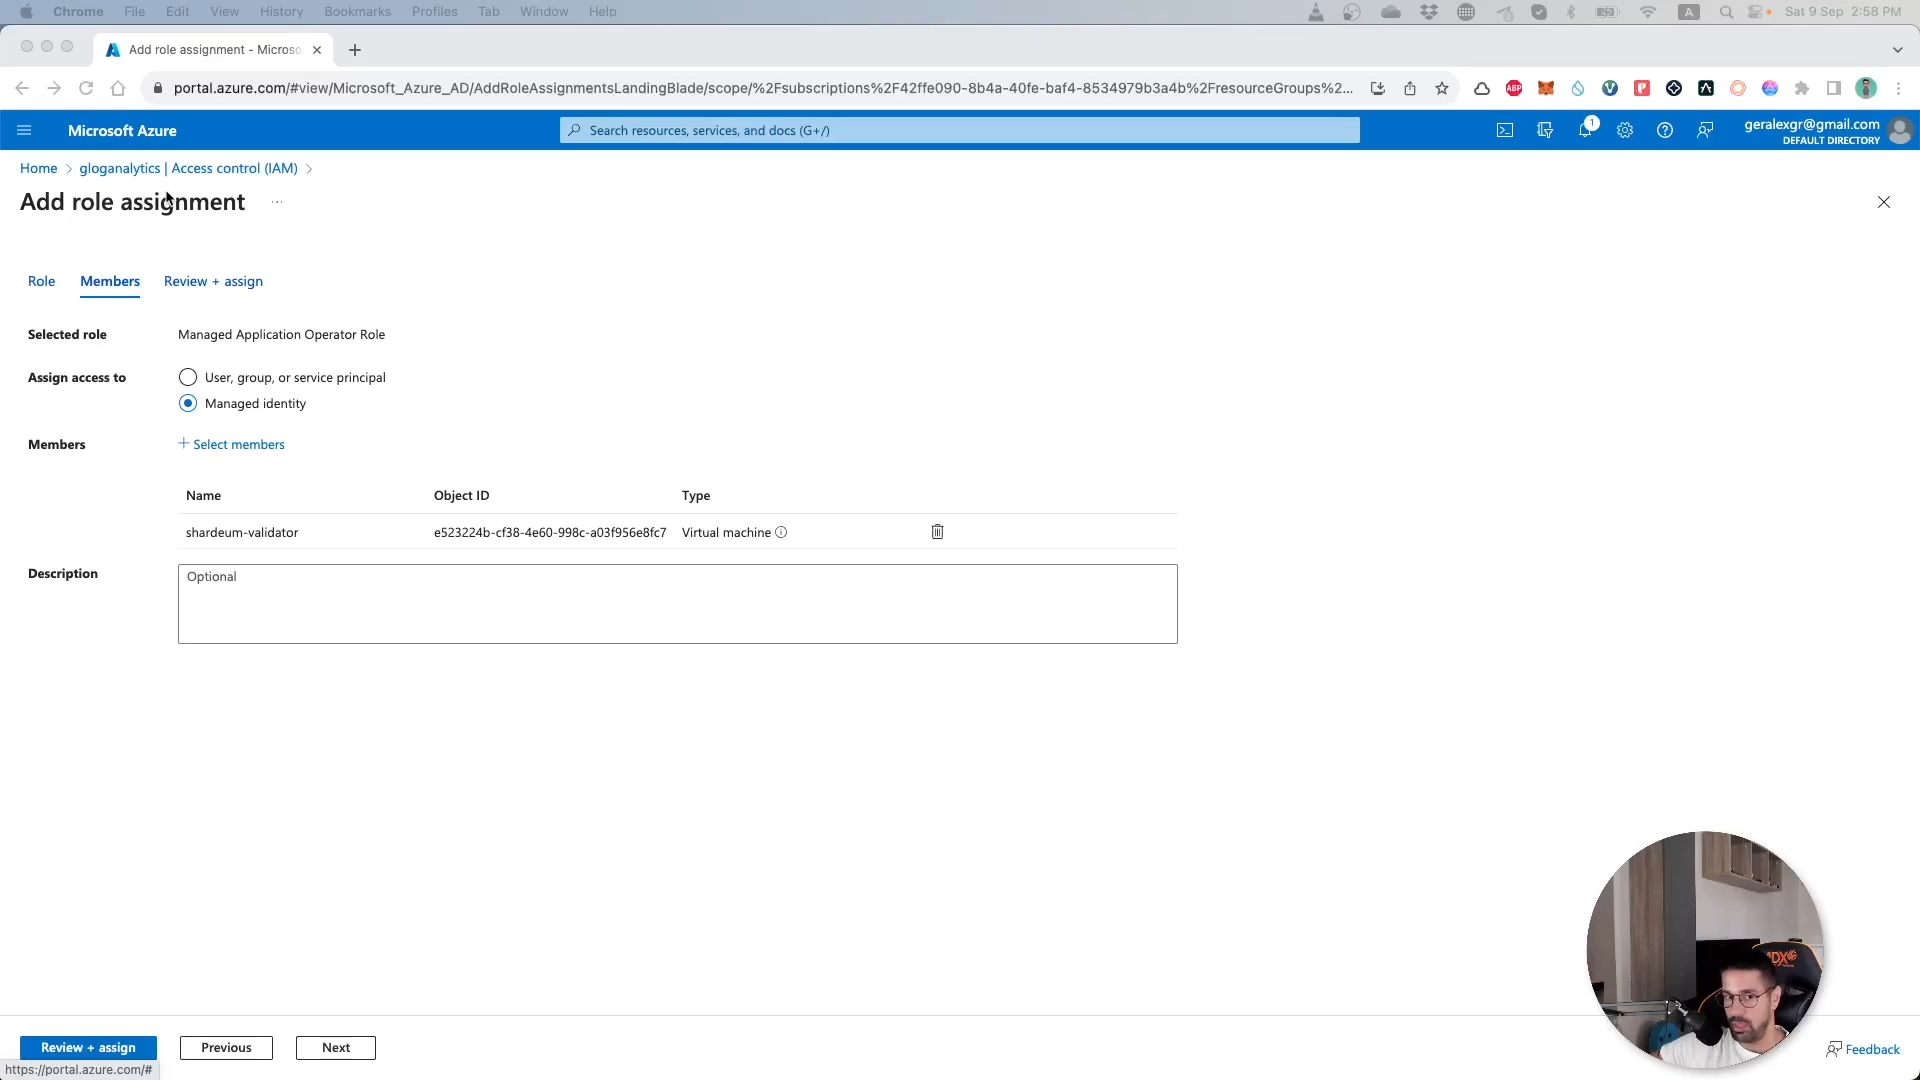 Chrome File Edit View History Bookmarks Profiles Tab Window Help
A Sat 9 Sep 2:58 PM
Add role assignment - Micros
portal.azure.com/#view/Microsoft_Azure_AD/AddRoleAssignmentsLandingBlade/scope/%2Fsubscriptions%2F42ffe090-8b4a-40fe-baf4-8534979b3a4b%2FresourceGroups%2...
ABP
Microsoft Azure
Search resources, services, and docs (G+/)
1
geralexgr@gmail.com
DEFAULT DIRECTORY
Home > gloganalytics | Access control (IAM) >
Add role assignment ...
Role Members Review + assign
Selected role Managed Application Operator Role
Assign access to User, group, or service principal
Managed identity
Members + Select members
Name Object ID Type
shardeum-validator e523224b-cf38-4e60-998c-a03f956e8fc7 Virtual machine
Description Optional
Review + assign Previous Next
Feedback
https://portal.azure.com/#